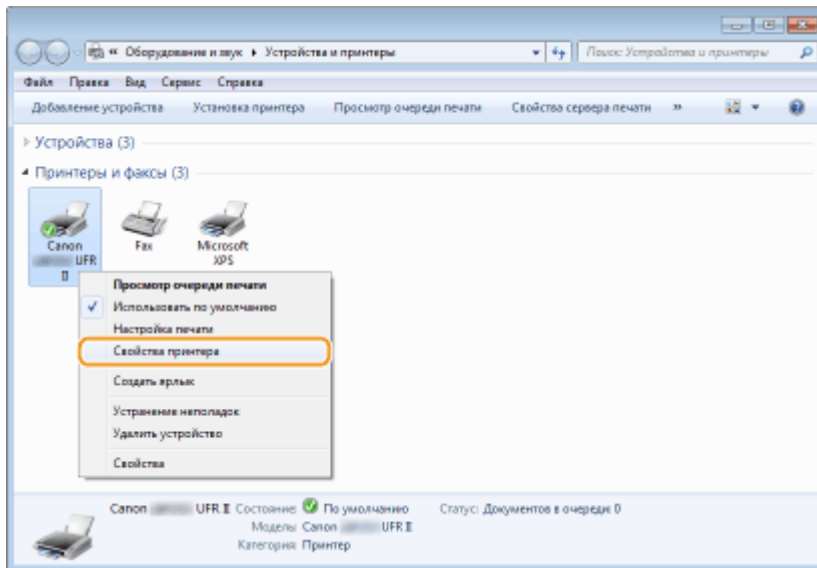 « Оборудование и звук ▸ Устройства и принтеры
Поиск: Устройства и принтеры
Файл Правка Вид Сервис Справка
Добавление устройства Установка принтера Просмотр очереди печати Свойства сервера печати »
Устройства (3)
Принтеры и факсы (3)
Canon UFR II
Fax
Microsoft XPS
Просмотр очереди печати
Использовать по умолчанию
Настройка печати
Свойства принтера
Создать ярлык
Устранение неполадок
Удалить устройство
Свойства
Canon UFR II Состояние: По умолчанию Статус: Документов в очереди: 0
Модель: Canon UFR II
Категория: Принтер